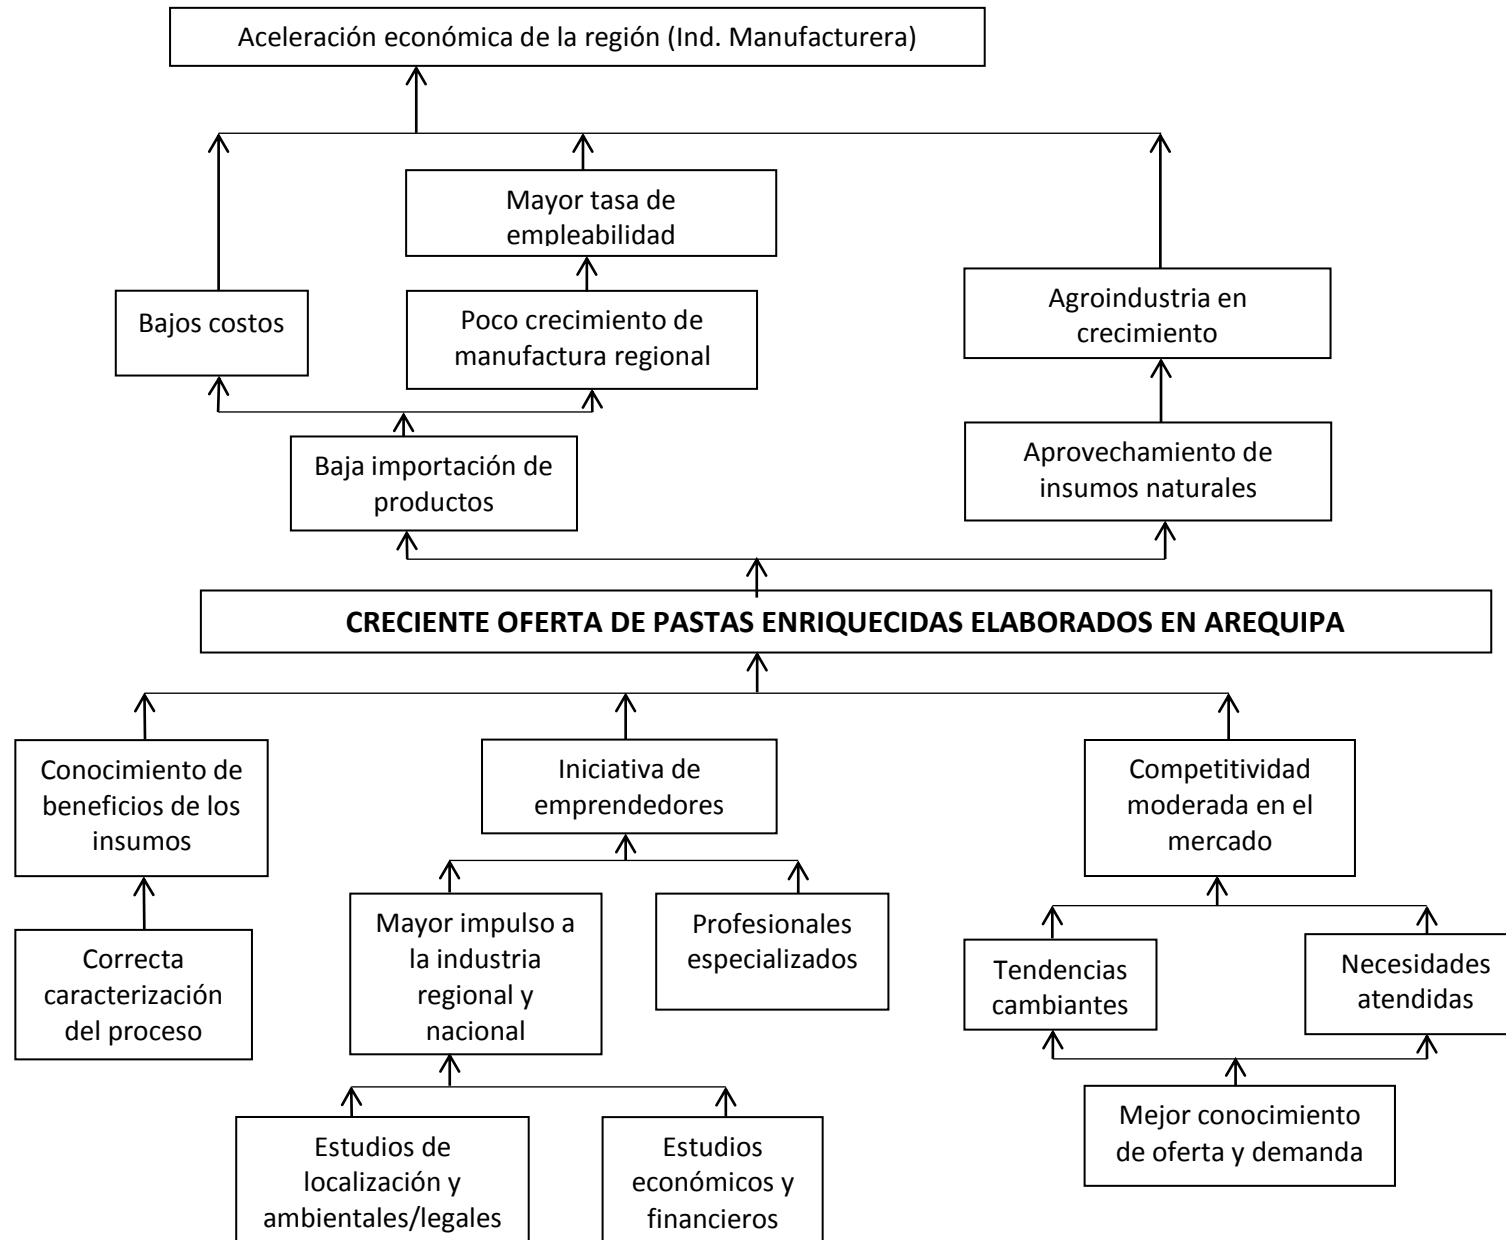 Aceleración económica de la región (Ind. Manufacturera)
Mayor tasa de
empleabilidad
Bajos costos
Poco crecimiento de
manufactura regional
Agroindustria en
crecimiento
Baja importación de
productos
Aprovechamiento de
insumos naturales
CRECIENTE OFERTA DE PASTAS ENRIQUECIDAS ELABORADOS EN AREQUIPA
Conocimiento de
beneficios de los
insumos
Iniciativa de
emprendedores
Competitividad
moderada en el
mercado
Correcta
caracterización
del proceso
Mayor impulso a
la industria
regional y
nacional
Profesionales
especializados
Tendencias
cambiantes
Necesidades
atendidas
Estudios de
localización y
ambientales/legales
Estudios
económicos y
financieros
Mejor conocimiento
de oferta y demanda